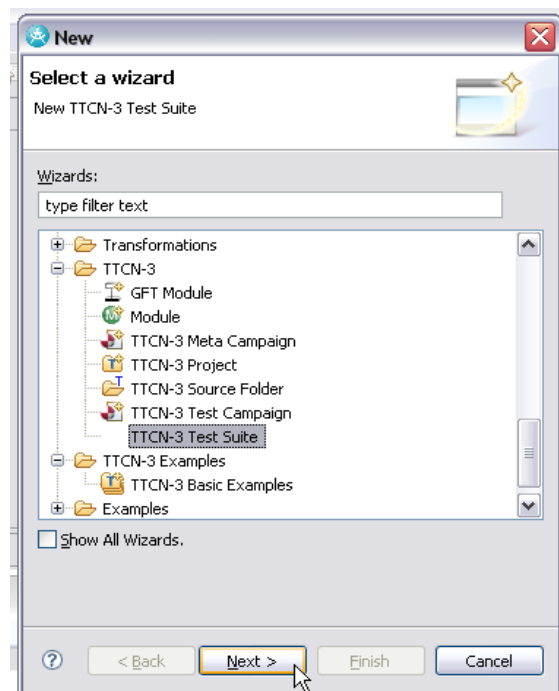 New
Select a wizard
New TTCN-3 Test Suite
Wizards:
type filter text
Transformations
TTCN-3
GFT Module
Module
TTCN-3 Meta Campaign
TTCN-3 Project
TTCN-3 Source Folder
TTCN-3 Test Campaign
TTCN-3 Test Suite
TTCN-3 Examples
TTCN-3 Basic Examples
Examples
Show All Wizards.
? < Back Next > Finish Cancel